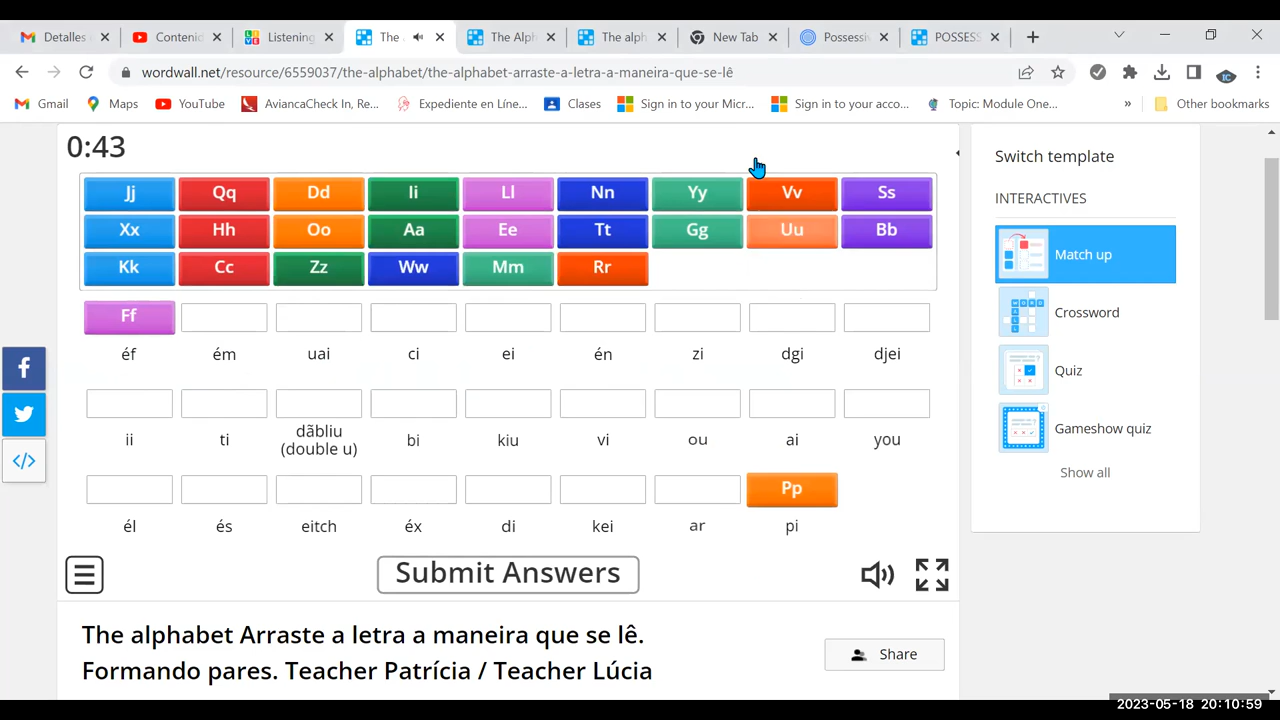 Detalles e
Contenid
Listening
The
The Alph
The alph
New Tab
Possessiv
POSSESS
wordwall.net/resource/6559037/the-alphabet/the-alphabet-arraste-a-letra-a-maneira-que-se-lê
Gmail Maps YouTube AviancaCheck In, Re... Expediente en Líne... Clases Sign in to your Micr... Sign in to your acco... Topic: Module One... » Other bookmarks
0:43
Jj Qq Dd Ii Ll Nn Yy Vv Ss
Xx Hh Oo Aa Ee Tt Gg Uu Bb
Kk Cc Zz Ww Mm Rr
Ff
éf ém uai ci ei én zi dgi djei
ii ti dâbliu (double u) bi kiu vi ou ai you
Pp
él és eitch éx di kei ar pi
Submit Answers
The alphabet Arraste a letra a maneira que se lê.
Formando pares. Teacher Patrícia / Teacher Lúcia
Share
Switch template
INTERACTIVES
Match up
Crossword
Quiz
Gameshow quiz
Show all
2023-05-18 20:10:59